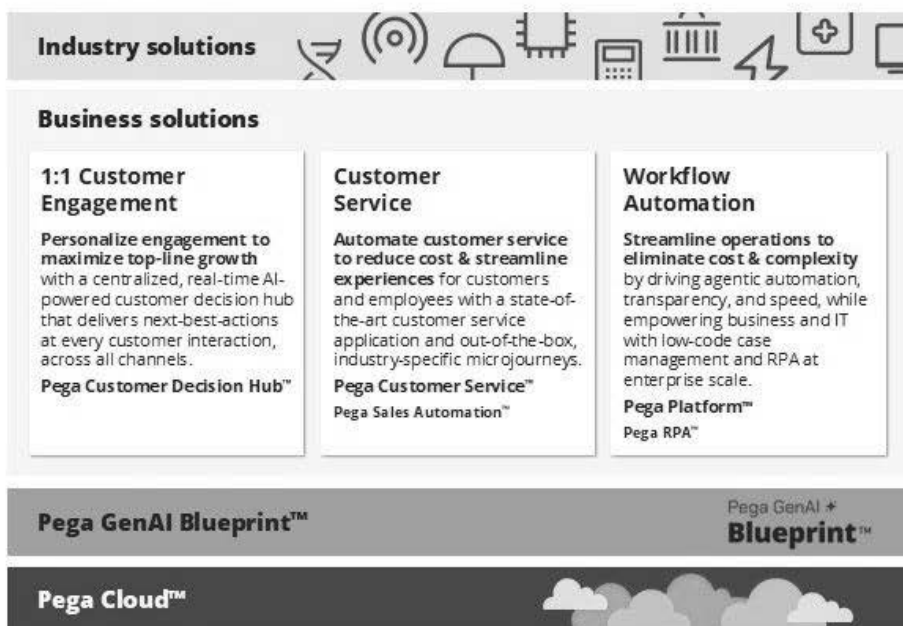 Industry solutions
Business solutions
1:1 Customer
Engagement
Personalize engagement to
maximize top-line growth
with a centralized, real-time AI-
powered customer decision hub
that delivers next-best-actions
at every customer interaction,
across all channels.
Pega Customer Decision Hub™
Customer
Service
Automate customer service
to reduce cost & streamline
experiences for customers
and employees with a state-of-
the-art customer service
application and out-of-the-box,
industry-specific microjourneys.
Pega Customer Service™
Pega Sales Automation™
Workflow
Automation
Streamline operations to
eliminate cost & complexity
by driving agentic automation,
transparency, and speed, while
empowering business and IT
with low-code case
management and RPA at
enterprise scale.
Pega Platform™
Pega RPA™
Pega GenAI Blueprint™
Pega GenAI
Blueprint™
Pega Cloud™